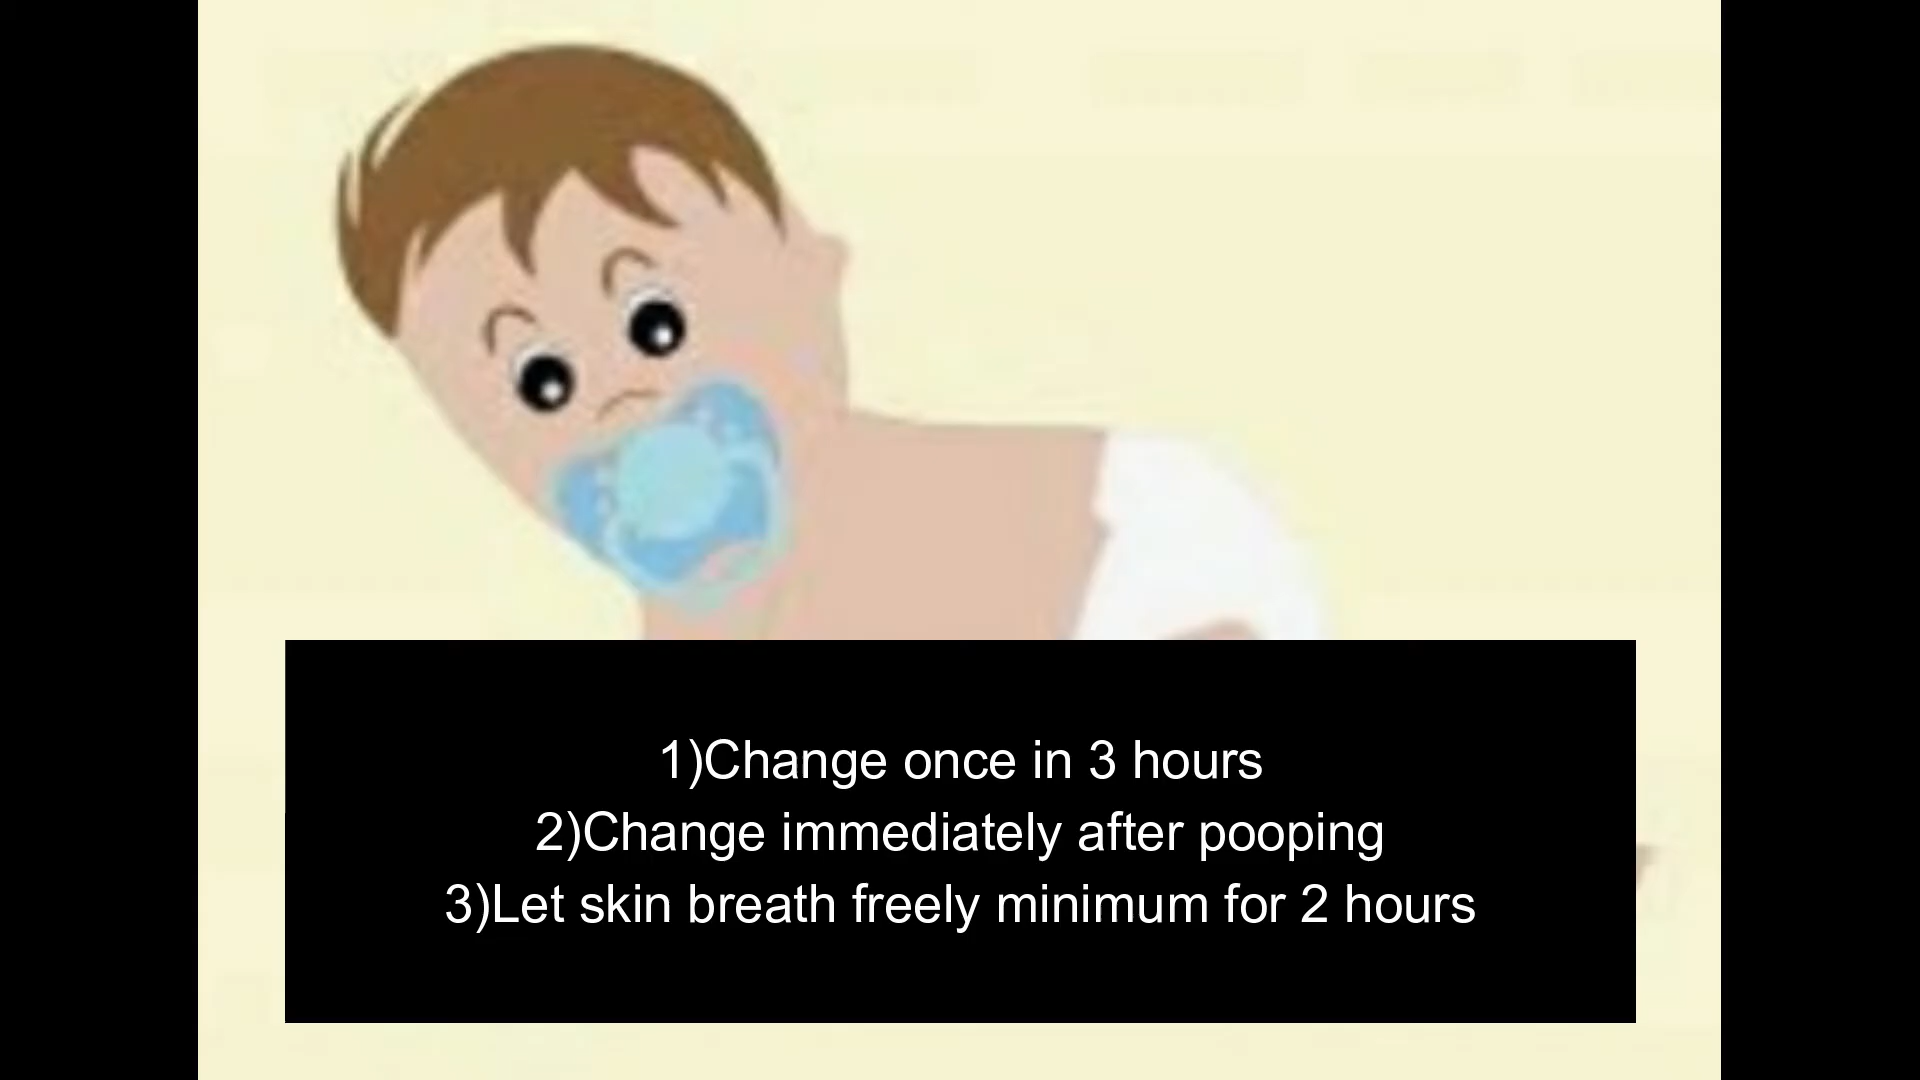 1)Change once in 3 hours
2)Change immediately after pooping
3)Let skin breath freely minimum for 2 hours